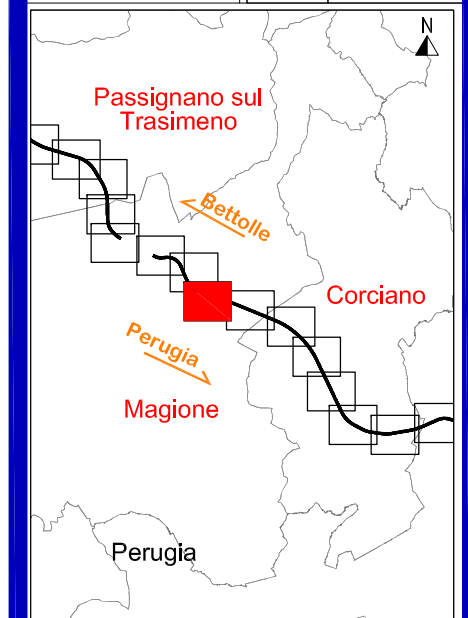 N
Passignano sul
Trasimeno
Bettolle
Corciano
Perugia
Magione
Perugia